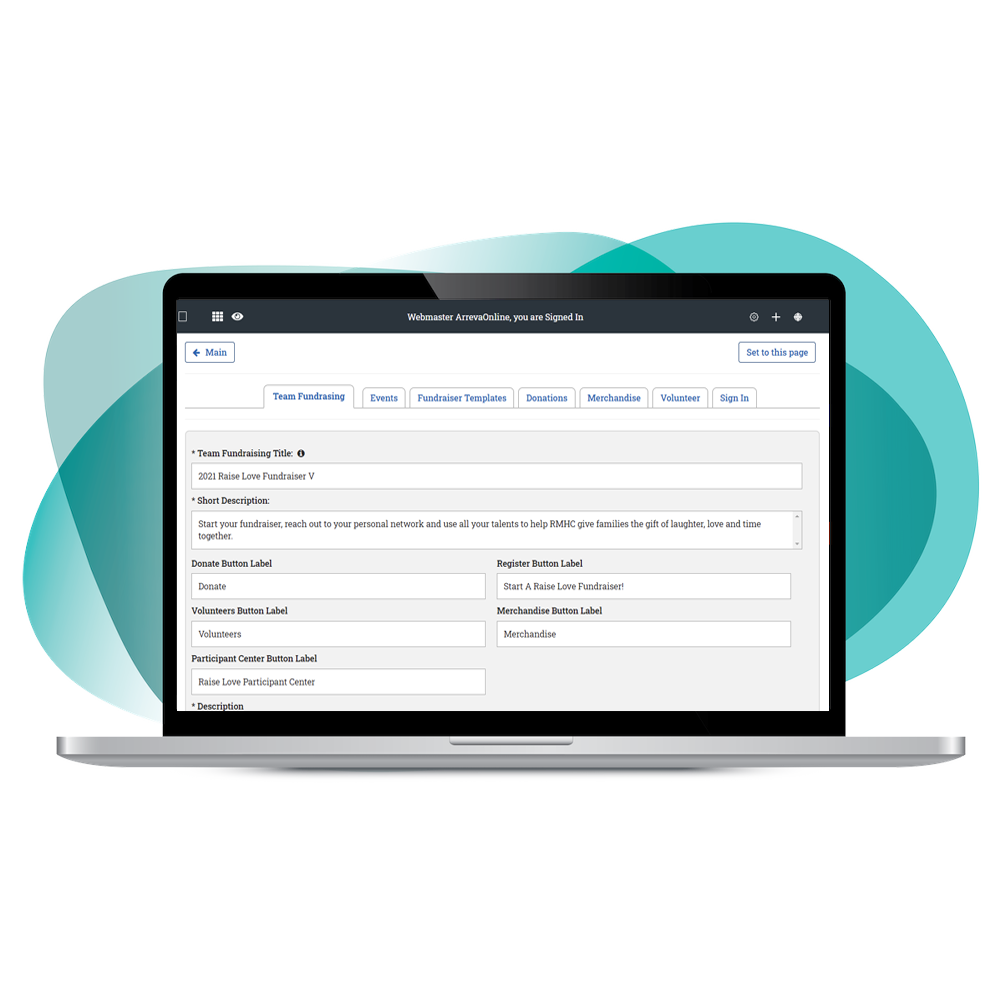 Webmaster ArrevaOnline, you are Signed In
Main
Set to this page
Team Fundrasing
Events
Fundraiser Templates
Donations
Merchandise
Volunteer
Sign In
* Team Fundraising Title:
2021 Raise Love Fundraiser V
* Short Description:
Start your fundraiser, reach out to your personal network and use all your talents to help RMHC give families the gift of laughter, love and time
together.
Donate Button Label
Register Button Label
Donate
Start A Raise Love Fundraiser!
Volunteers Button Label
Merchandise Button Label
Volunteers
Merchandise
Participant Center Button Label
Raise Love Participant Center
* Description